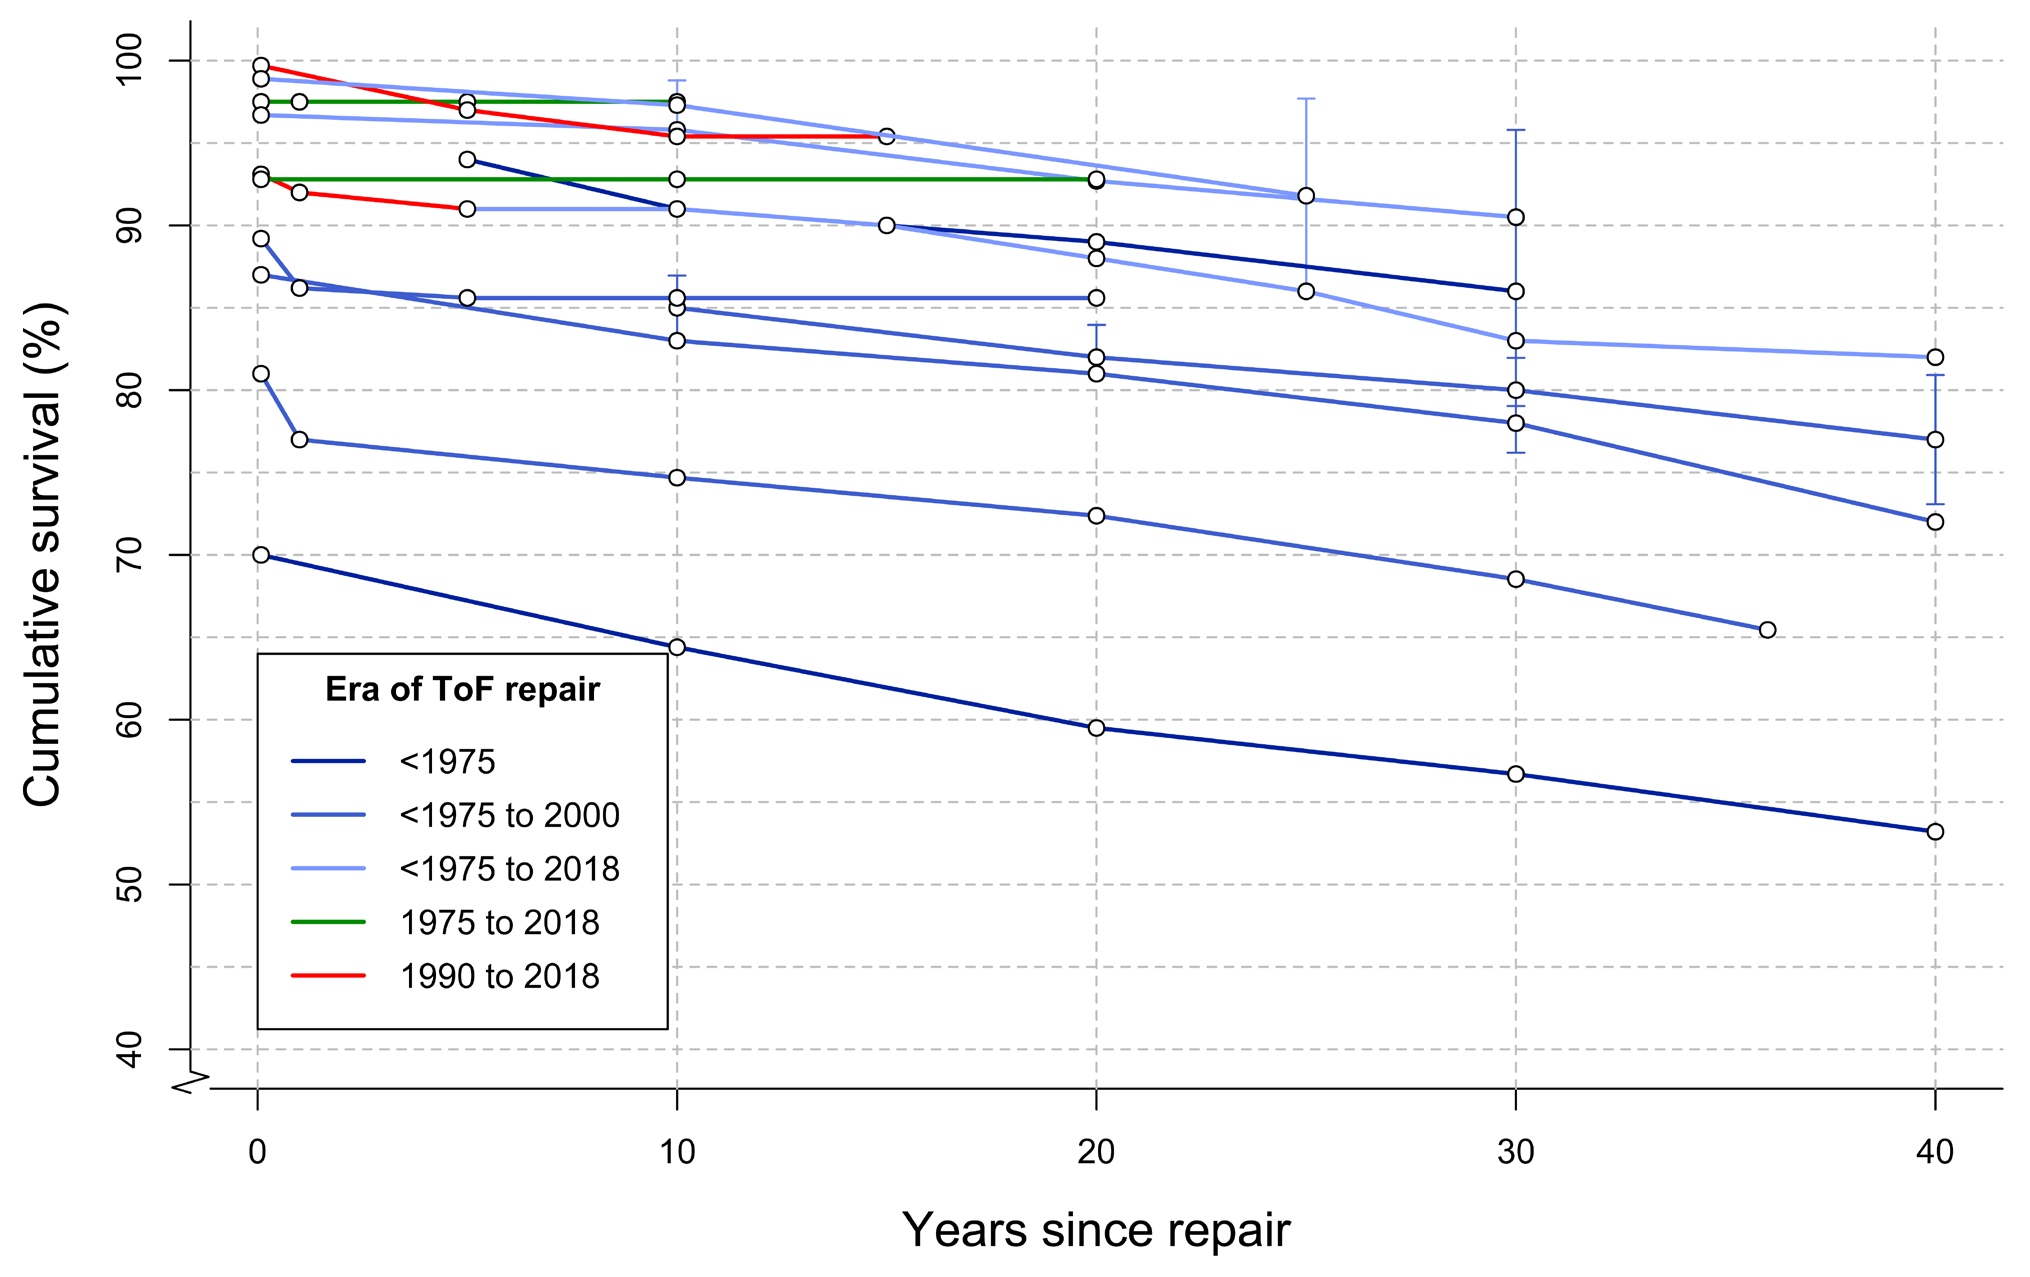 Cumulative survival (%)
100
90
80
70
60
50
40
Era of ToF repair
<1975
<1975 to 2000
<1975 to 2018
1975 to 2018
1990 to 2018
0 10 20 30 40
Years since repair